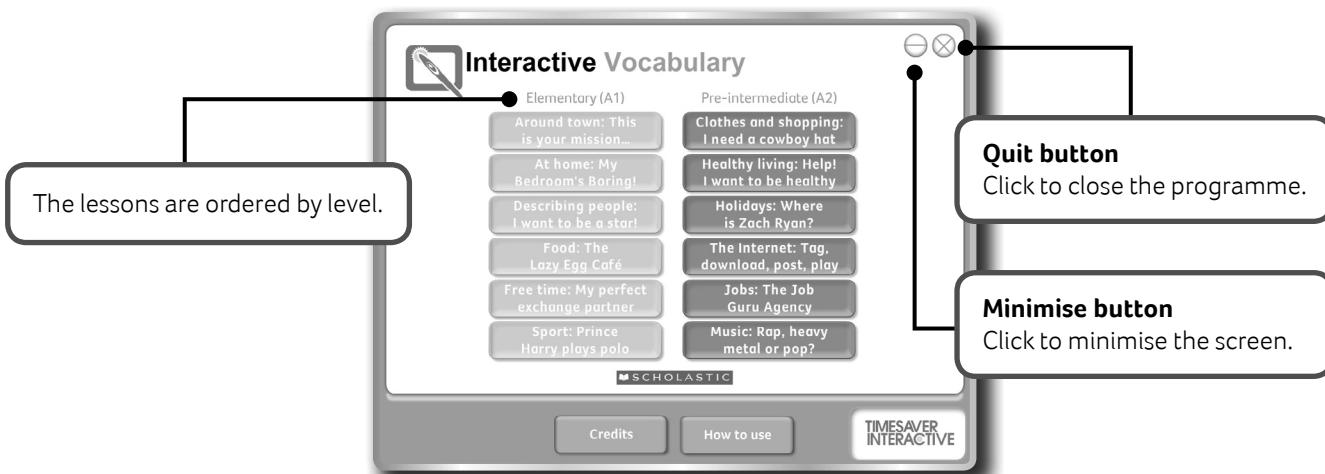 Interactive Vocabulary
Elementary (A1)
Around town: This
is your mission...
At home: My
Bedroom's Boring!
Describing people:
I want to be a star!
Food: The
Lazy Egg Café
Free time: My perfect
exchange partner
Sport: Prince
Harry plays polo
Pre-intermediate (A2)
Clothes and shopping:
I need a cowboy hat
Healthy living: Help!
I want to be healthy
Holidays: Where
is Zach Ryan?
The Internet: Tag,
download, post, play
Jobs: The Job
Guru Agency
Music: Rap, heavy
metal or pop?
SCHOLASTIC
Credits
How to use
TIMESAVER
INTERACTIVE
The lessons are ordered by level.
Quit button
Click to close the programme.
Minimise button
Click to minimise the screen.